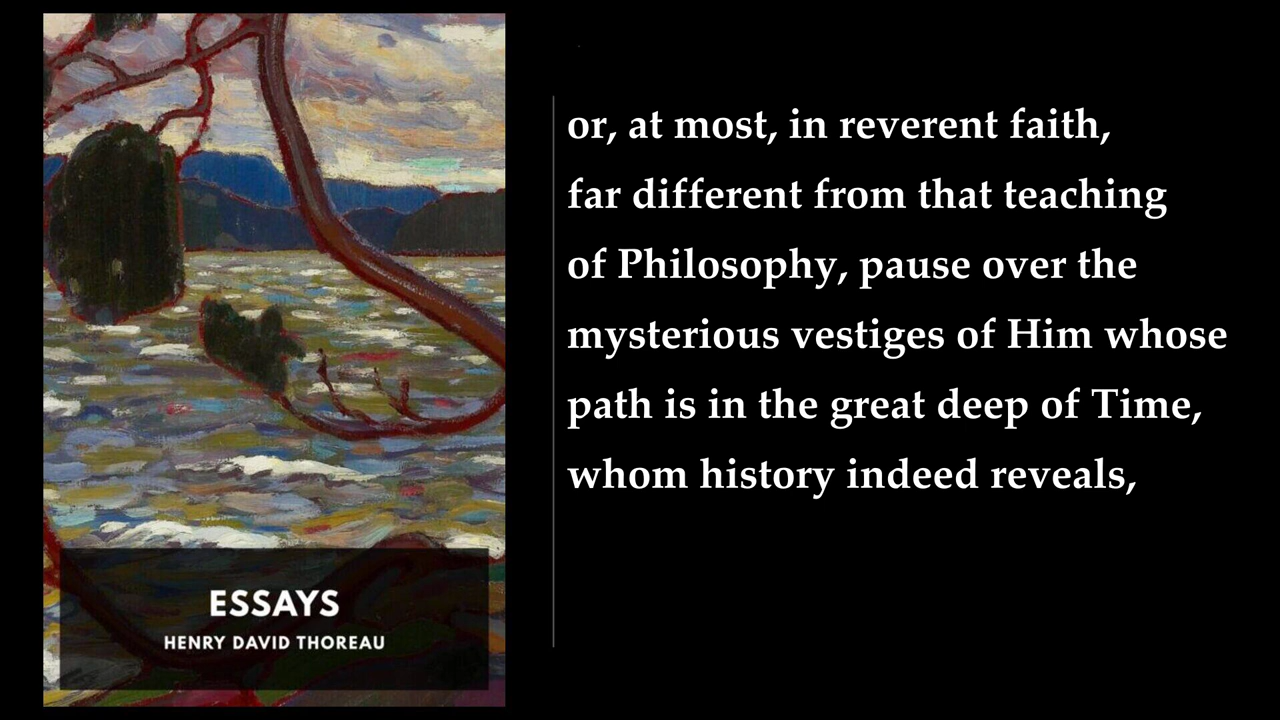 ESSAYS
HENRY DAVID THOREAU
or, at most, in reverent faith,
far different from that teaching
of Philosophy, pause over the
mysterious vestiges of Him whose
path is in the great deep of Time,
whom history indeed reveals,